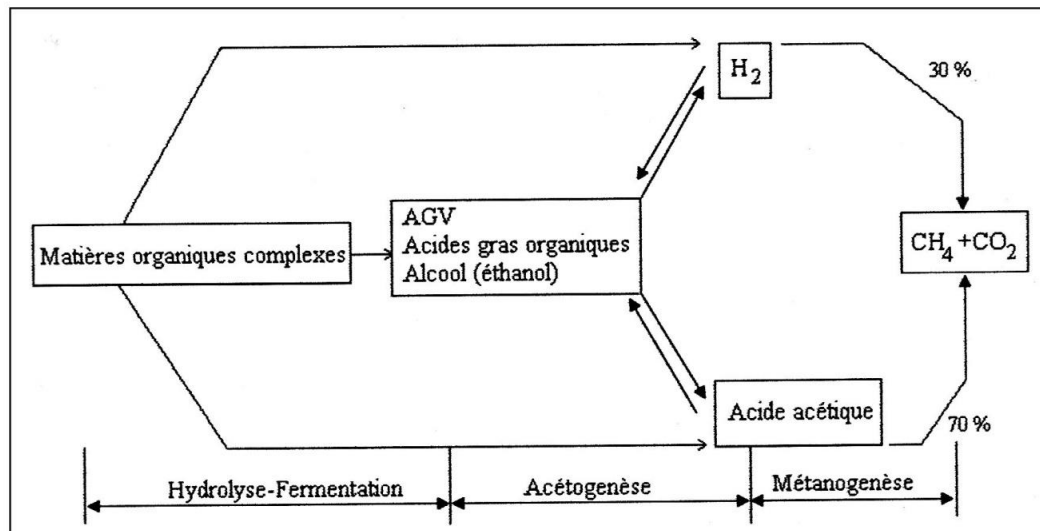 H₂
30 %
Matières organiques complexes
AGV
Acides gras organiques
Alcool (éthanol)
CH₄ +CO₂
Acide acétique
70 %
Hydrolyse-Fermentation
Acétogenèse
Métanogenèse